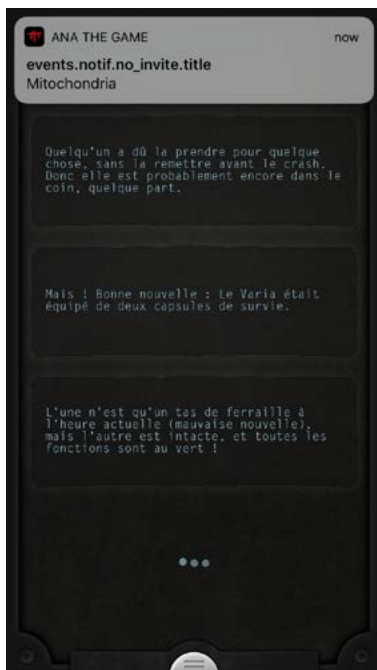 ANA THE GAME
now
events.notif.no_invite.title
Mitochondria
Quelqu'un a dû la prendre pour quelque
chose, sans la remettre avant le crash.
Donc elle est probablement encore dans le
coin, quelque part.
Mais ! Bonne nouvelle : Le Varia était
équipé de deux capsules de survie.
L'une n'est qu'un tas de ferraille à
l'heure actuelle (mauvaise nouvelle),
mais l'autre est intacte, et toutes les
fonctions sont au vert !